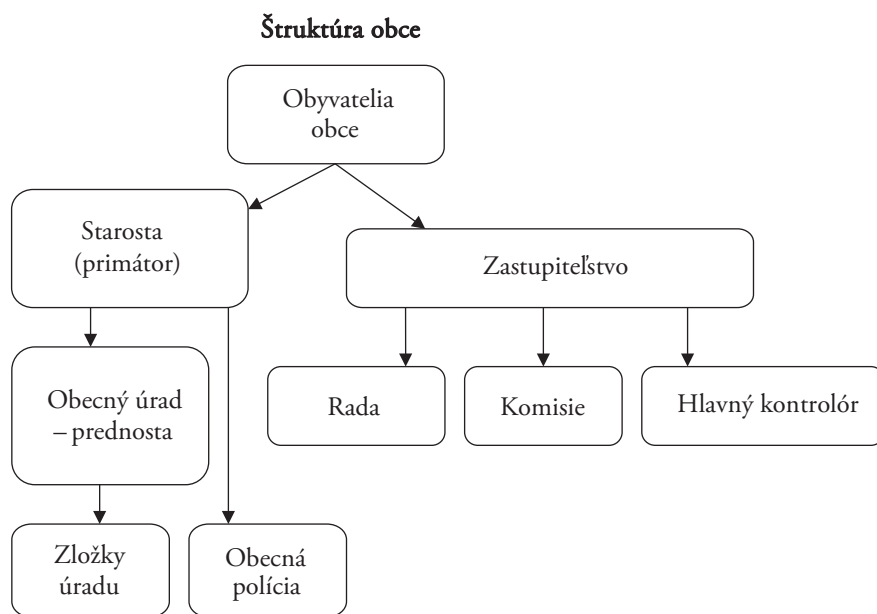 Štruktúra obce
Obyvatelia
obce
Starosta
(primátor)
Zastupiteľstvo
Obecný úrad
– prednosta
Rada
Komisie
Hlavný kontrolór
Zložky
úradu
Obecná
polícia